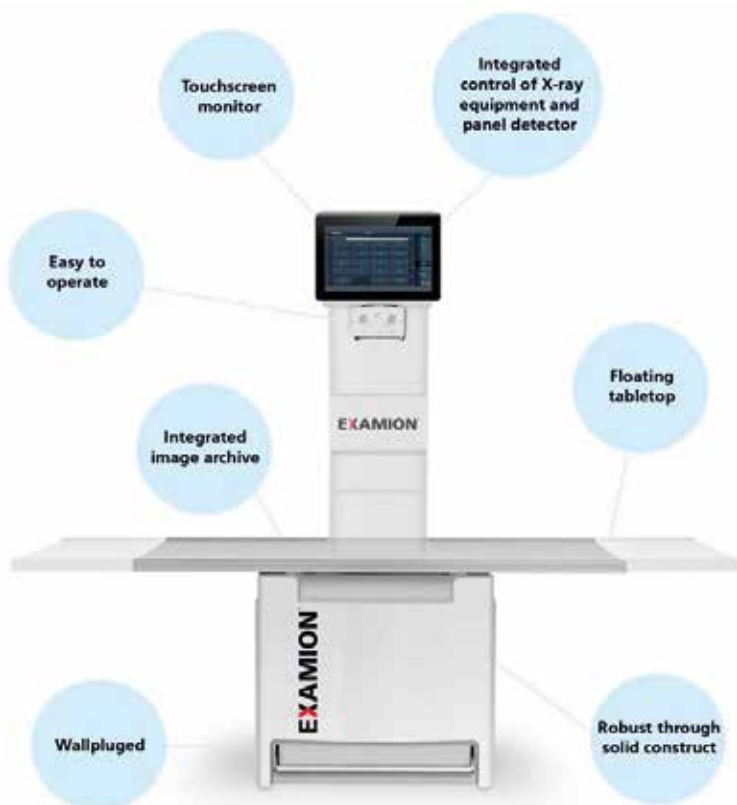 Touchscreen
monitor
Integrated
control of X-ray
equipment and
panel detector
Easy to
operate
Floating
tabletop
EXAMION
Integrated
image archive
EXAMION
Wallpluged
Robust through
solid construct